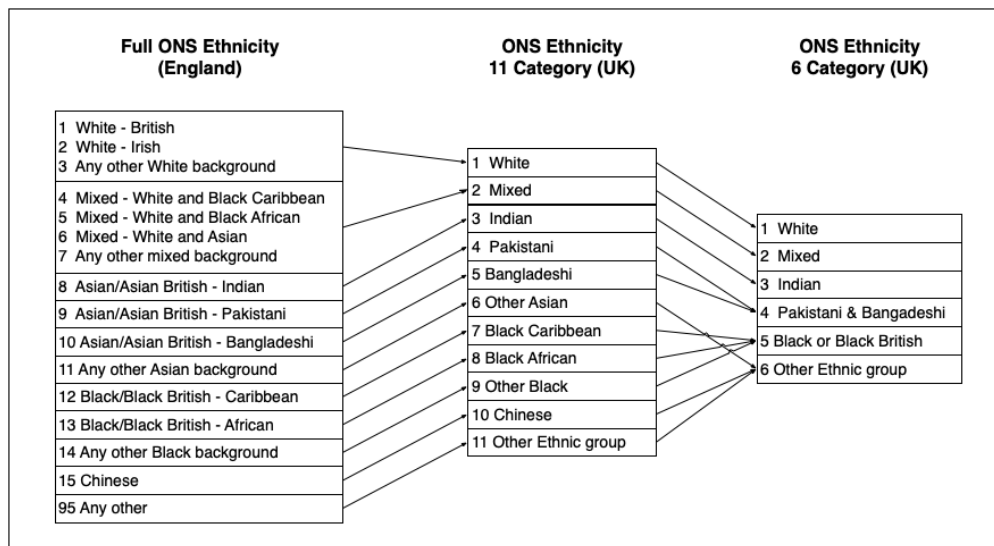 Full ONS Ethnicity
(England)
1 White - British
2 White - Irish
3 Any other White background
4 Mixed - White and Black Caribbean
5 Mixed - White and Black African
6 Mixed - White and Asian
7 Any other mixed background
8 Asian/Asian British - Indian
9 Asian/Asian British - Pakistani
10 Asian/Asian British - Bangladeshi
11 Any other Asian background
12 Black/Black British - Caribbean
13 Black/Black British - African
14 Any other Black background
15 Chinese
95 Any other
ONS Ethnicity
11 Category (UK)
1 White
2 Mixed
3 Indian
4 Pakistani
5 Bangladeshi
6 Other Asian
7 Black Caribbean
8 Black African
9 Other Black
10 Chinese
11 Other Ethnic group
ONS Ethnicity
6 Category (UK)
1 White
2 Mixed
3 Indian
4 Pakistani & Bangadeshi
5 Black or Black British
6 Other Ethnic group